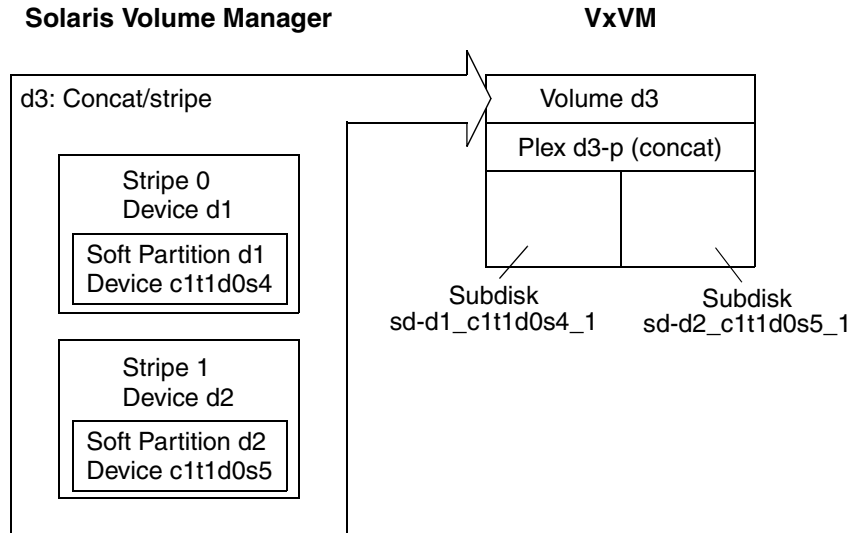 Solaris Volume Manager
VxVM
d3: Concat/stripe
Stripe 0
Device d1
Soft Partition d1
Device c1t1d0s4
Stripe 1
Device d2
Soft Partition d2
Device c1t1d0s5
Volume d3
Plex d3-p (concat)
Subdisk
sd-d1_c1t1d0s4_1
Subdisk
sd-d2_c1t1d0s5_1